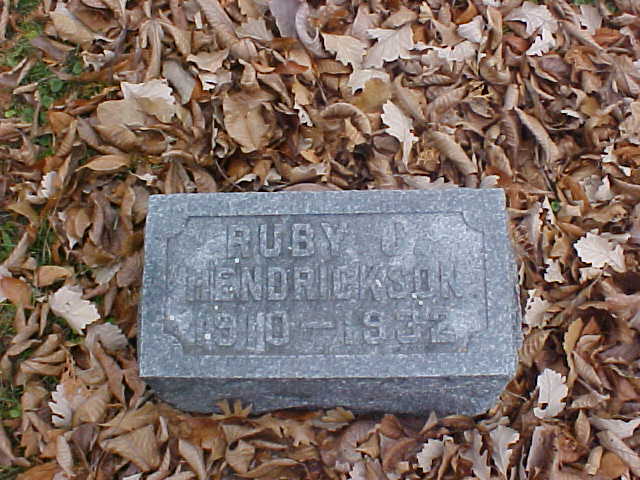 RUBY
HENDRICKSON
1910 — 1932